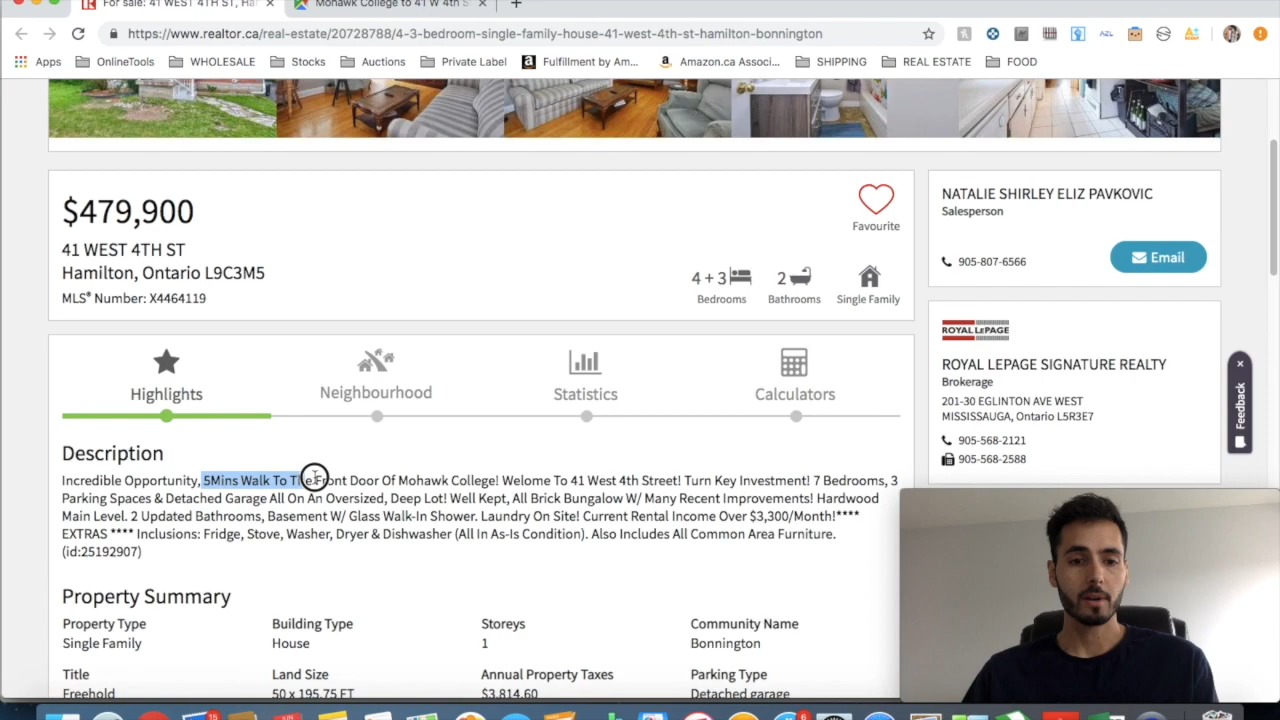 For sale: 41 WEST 4TH ST, Ha
Mohawk College to 41 W 4th S
https://www.realtor.ca/real-estate/20728788/4-3-bedroom-single-family-house-41-west-4th-st-hamilton-bonnington
Apps OnlineTools WHOLESALE Stocks Auctions Private Label Fulfillment by Am... Amazon.ca Associ... SHIPPING REAL ESTATE FOOD
$479,900
41 WEST 4TH ST
Hamilton, Ontario L9C3M5
MLS® Number: X4464119
Favourite
4 + 3
Bedrooms
2
Bathrooms
Single Family
NATALIE SHIRLEY ELIZ PAVKOVIC
Salesperson
905-807-6566
Email
ROYAL LEPAGE
ROYAL LEPAGE SIGNATURE REALTY
Brokerage
201-30 EGLINTON AVE WEST
MISSISSAUGA, Ontario L5R3E7
905-568-2121
905-568-2588
Feedback
Highlights
Neighbourhood
Statistics
Calculators
Description
Incredible Opportunity, 5Mins Walk To The Front Door Of Mohawk College! Welome To 41 West 4th Street! Turn Key Investment! 7 Bedrooms, 3
Parking Spaces & Detached Garage All On An Oversized, Deep Lot! Well Kept, All Brick Bungalow W/ Many Recent Improvements! Hardwood
Main Level. 2 Updated Bathrooms, Basement W/ Glass Walk-In Shower. Laundry On Site! Current Rental Income Over $3,300/Month!****
EXTRAS **** Inclusions: Fridge, Stove, Washer, Dryer & Dishwasher (All In As-Is Condition). Also Includes All Common Area Furniture.
(id:25192907)
Property Summary
Property Type Building Type Storeys Community Name
Single Family House 1 Bonnington
Title Land Size Annual Property Taxes Parking Type
Freehold 50 x 195.75 FT $3,814.60 Detached garage
15
6